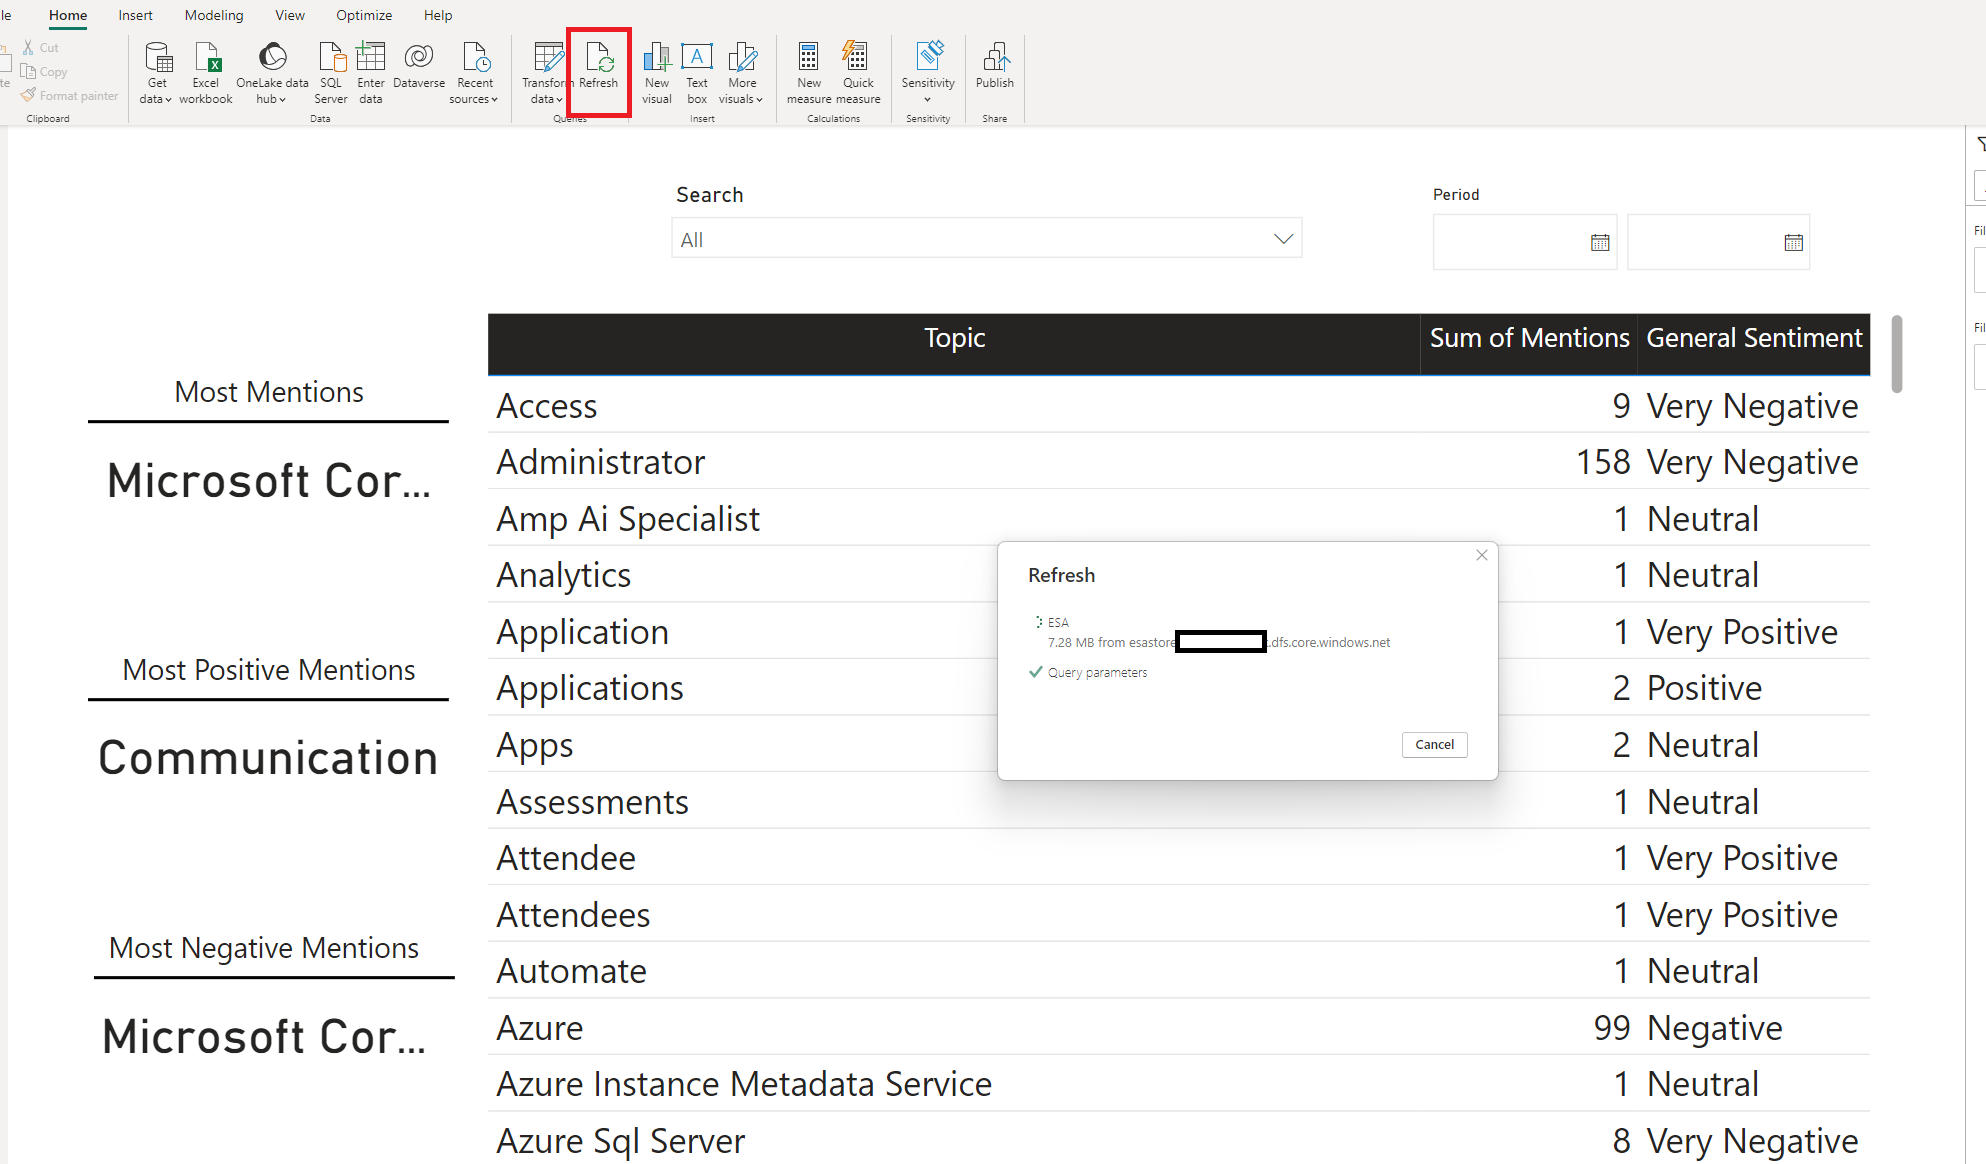 le Home Insert Modeling View Optimize Help
Cut
Copy
te
Format painter
Clipboard
Get data
Excel workbook
OneLake data hub
SQL Server
Enter data
Dataverse
Recent sources
Data
Transform data
Refresh
Queries
New visual
Text box
More visuals
Insert
New measure
Quick measure
Calculations
Sensitivity
Sensitivity
Publish
Share
Search
All
Period
Fil
Fil
Most Mentions
Microsoft Cor...
Most Positive Mentions
Communication
Most Negative Mentions
Microsoft Cor...
Topic Sum of Mentions General Sentiment
Access 9 Very Negative
Administrator 158 Very Negative
Amp Ai Specialist 1 Neutral
Analytics 1 Neutral
Application 1 Very Positive
Applications 2 Positive
Apps 2 Neutral
Assessments 1 Neutral
Attendee 1 Very Positive
Attendees 1 Very Positive
Automate 1 Neutral
Azure 99 Negative
Azure Instance Metadata Service 1 Neutral
Azure Sql Server 8 Very Negative
Refresh
ESA
7.28 MB from esastore .dfs.core.windows.net
Query parameters
Cancel